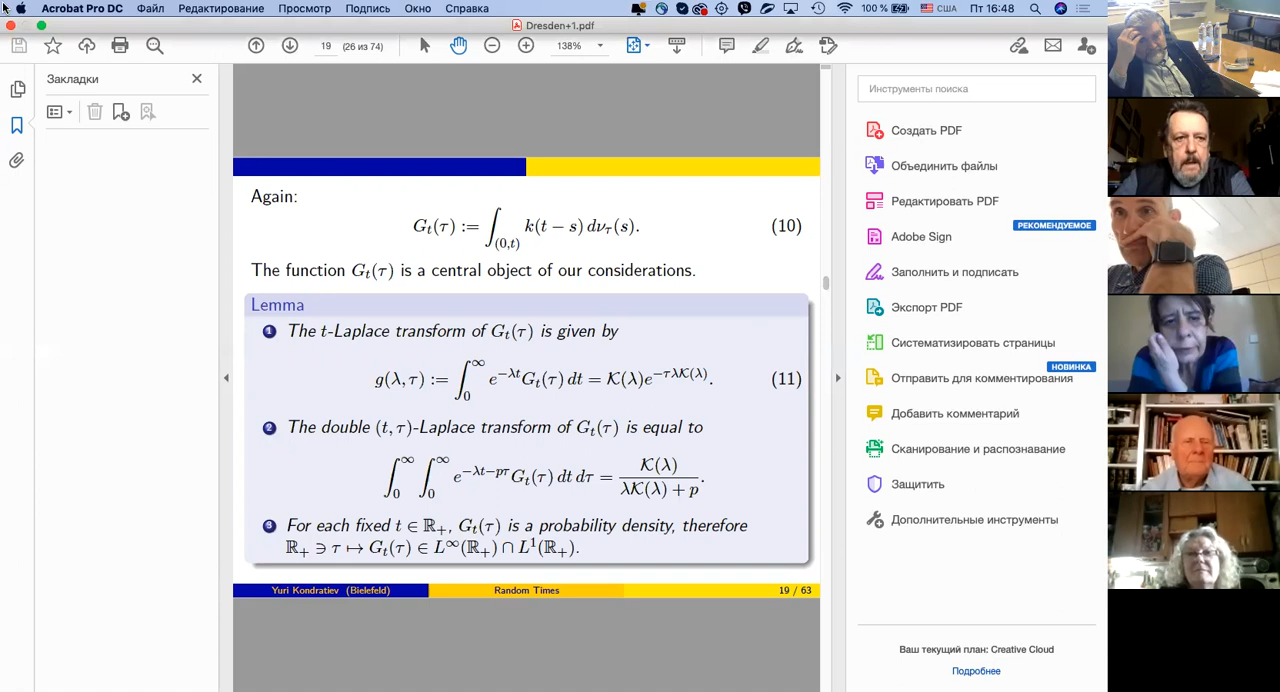 Acrobat Pro DC Файл Редактирование Просмотр Подпись Окно Справка 100 % США Пт 16:48
Dresden+1.pdf
19 (26 из 74) 138%
Закладки
Инструменты поиска
Создать PDF
Объединить файлы
Редактировать PDF
РЕКОМЕНДУЕМОЕ
Adobe Sign
Заполнить и подписать
Экспорт PDF
Систематизировать страницы
НОВИНКА
Отправить для комментирования
Добавить комментарий
Сканирование и распознавание
Защитить
Дополнительные инструменты
Ваш текущий план: Creative Cloud
Подробнее
Again:
G_t(τ) := ∫_{(0,t)} k(t − s) dν_τ(s). (10)
The function G_t(τ) is a central object of our considerations.
Lemma
1 The t-Laplace transform of G_t(τ) is given by
g(λ, τ) := ∫_0^∞ e^{−λt} G_t(τ) dt = 𝒦(λ)e^{−τλ𝒦(λ)}. (11)
2 The double (t, τ)-Laplace transform of G_t(τ) is equal to
∫_0^∞ ∫_0^∞ e^{−λt−pτ} G_t(τ) dt dτ = 𝒦(λ) / (λ𝒦(λ) + p).
3 For each fixed t ∈ ℝ_+, G_t(τ) is a probability density, therefore
ℝ_+ ∋ τ ↦ G_t(τ) ∈ L^∞(ℝ_+) ∩ L^1(ℝ_+).
Yuri Kondratiev (Bielefeld) Random Times 19 / 63